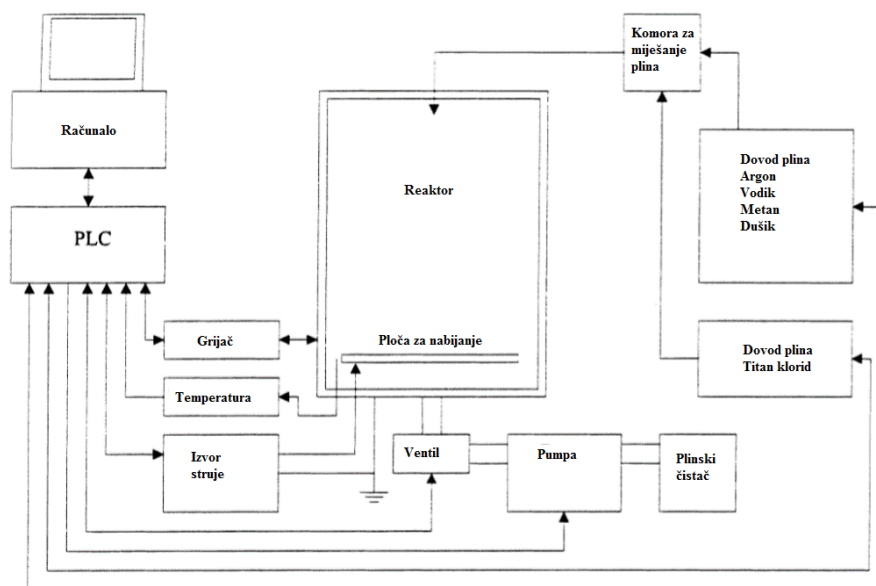 Komora za
miješanje
plina
Računalo
Reaktor
Dovod plina
Argon
Vodik
Metan
Dušik
PLC
Grijač
Ploča za nabijanje
Dovod plina
Titan klorid
Temperatura
Izvor
struje
Ventil
Pumpa
Plinski
čistač